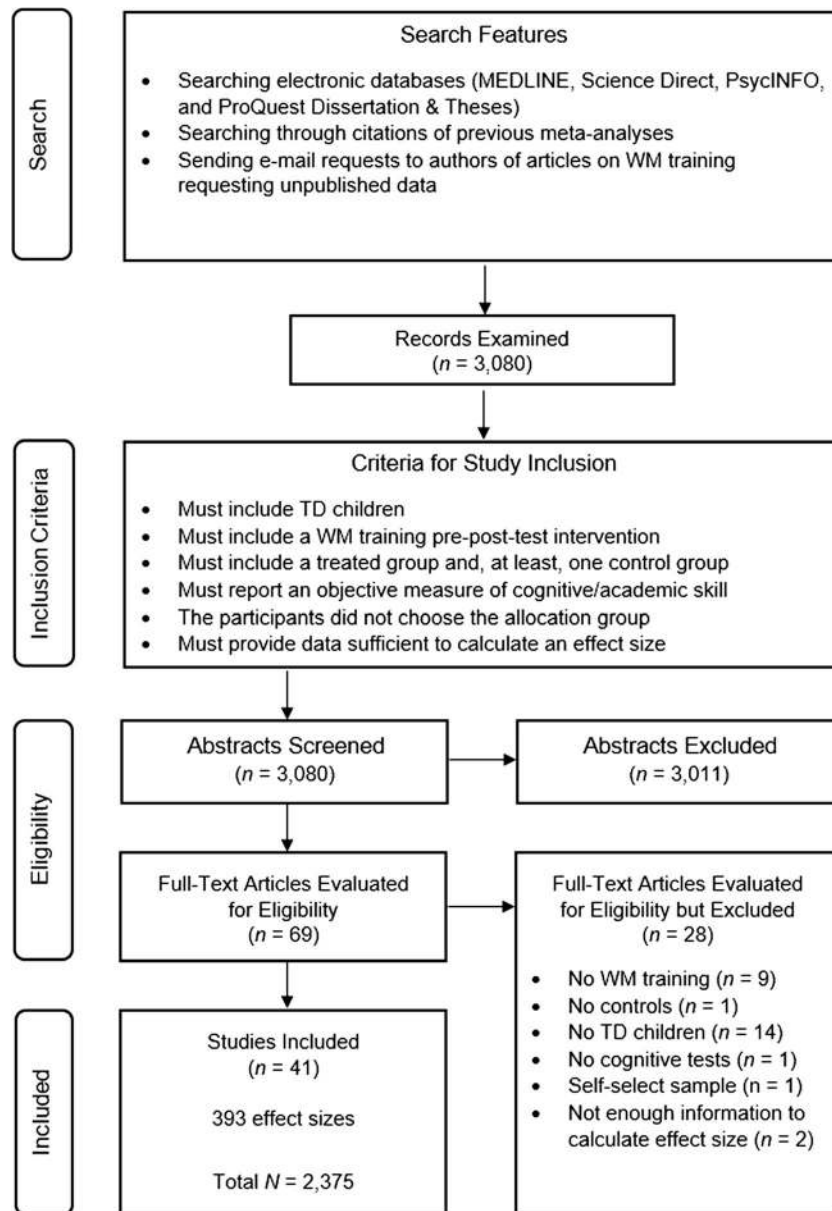 Search
Search Features
• Searching electronic databases (MEDLINE, Science Direct, PsycINFO,
and ProQuest Dissertation & Theses)
• Searching through citations of previous meta-analyses
• Sending e-mail requests to authors of articles on WM training
requesting unpublished data
Records Examined
(n = 3,080)
Inclusion Criteria
Criteria for Study Inclusion
• Must include TD children
• Must include a WM training pre-post-test intervention
• Must include a treated group and, at least, one control group
• Must report an objective measure of cognitive/academic skill
• The participants did not choose the allocation group
• Must provide data sufficient to calculate an effect size
Eligibility
Abstracts Screened
(n = 3,080)
Abstracts Excluded
(n = 3,011)
Full-Text Articles Evaluated
for Eligibility
(n = 69)
Full-Text Articles Evaluated
for Eligibility but Excluded
(n = 28)
• No WM training (n = 9)
• No controls (n = 1)
• No TD children (n = 14)
• No cognitive tests (n = 1)
• Self-select sample (n = 1)
• Not enough information to
calculate effect size (n = 2)
Included
Studies Included
(n = 41)
393 effect sizes
Total N = 2,375